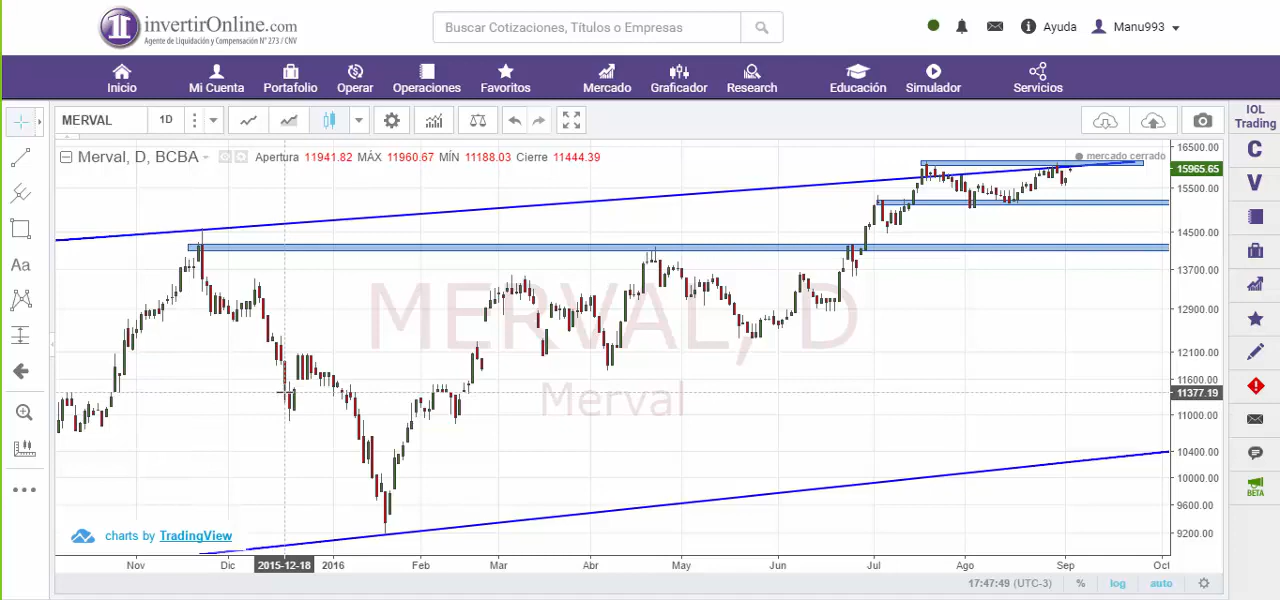 invertirOnline.com
Agente de Liquidación y Compensación N° 273 / CNV
Buscar Cotizaciones, Títulos o Empresas
Ayuda
Manu993
Inicio
Mi Cuenta
Portafolio
Operar
Operaciones
Favoritos
Mercado
Graficador
Research
Educación
Simulador
Servicios
MERVAL
1D
IOL
Trading
C
V
BETA
Merval, D, BCBA
Apertura 11941.82 MÁX 11960.67 MÍN 11188.03 Cierre 11444.39
mercado cerrado
Aa
MERVAL, D
Merval
16500.00
15965.65
15500.00
14500.00
13700.00
12900.00
12100.00
11600.00
11377.19
11000.00
10400.00
10000.00
9600.00
9200.00
charts by TradingView
Nov
Dic
2015-12-18
2016
Feb
Mar
Abr
May
Jun
Jul
Ago
Sep
Oct
17:47:49 (UTC-3)
%
log
auto